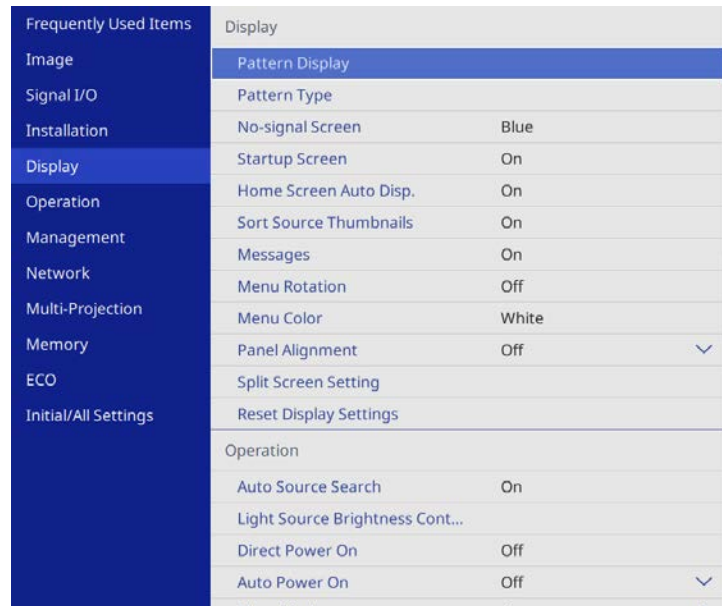 Frequently Used Items
Image
Signal I/O
Installation
Display
Operation
Management
Network
Multi-Projection
Memory
ECO
Initial/All Settings
Display
Pattern Display
Pattern Type
No-signal Screen Blue
Startup Screen On
Home Screen Auto Disp. On
Sort Source Thumbnails On
Messages On
Menu Rotation Off
Menu Color White
Panel Alignment Off
Split Screen Setting
Reset Display Settings
Operation
Auto Source Search On
Light Source Brightness Cont...
Direct Power On Off
Auto Power On Off